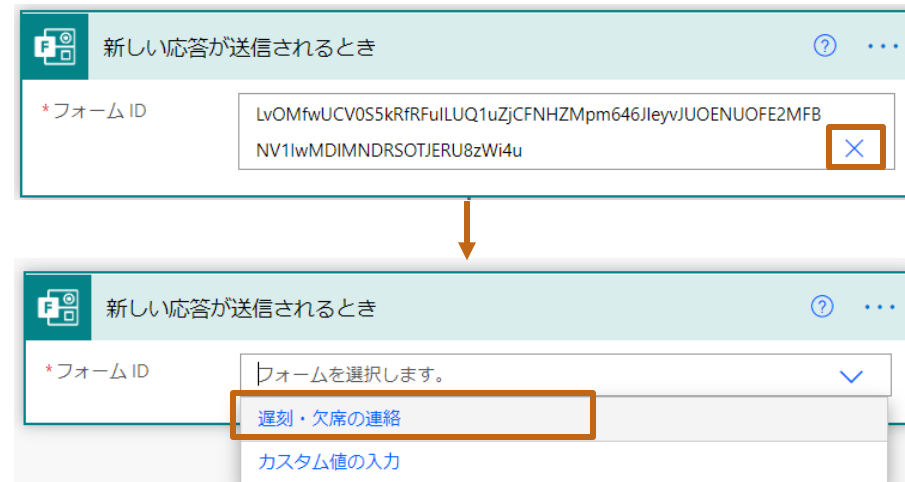 新しい応答が送信されるとき
*フォーム ID
LvOMfwUCV0S5kRfRFuILUQ1uZjCFNHZMpm646JIeyvJUOENUOFE2MFB
NV1IwMDlMNDRSOTJERU8zWi4u
新しい応答が送信されるとき
*フォーム ID
フォームを選択します。
遅刻・欠席の連絡
カスタム値の入力